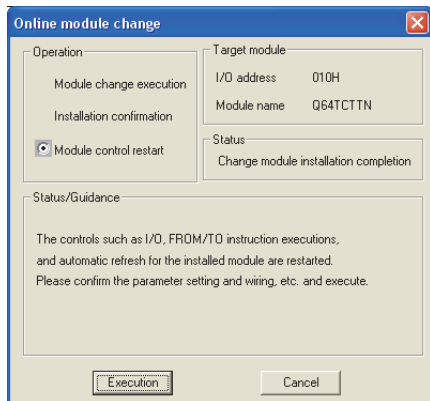 Online module change
Operation
Module change execution
Installation confirmation
Module control restart
Target module
I/O address 010H
Module name Q64TCTTN
Status
Change module installation completion
Status/Guidance
The controls such as I/O, FROM/TO instruction executions,
and automatic refresh for the installed module are restarted.
Please confirm the parameter setting and wiring, etc. and execute.
Execution Cancel